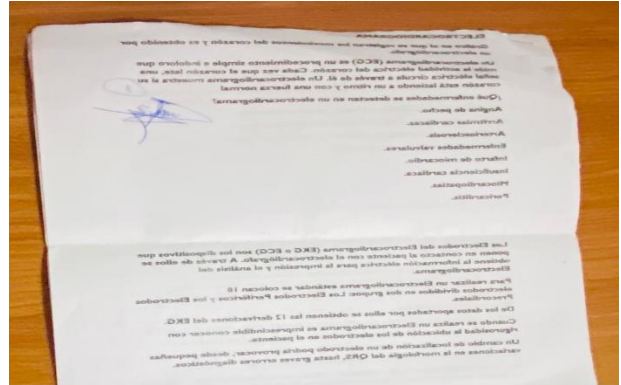 ELECTROCARDIOGRAMA
Gráfico en el que se registran los movimientos del corazón y es obtenido por
un electrocardiógrafo.
Un electrocardiograma (ECG) es un procedimiento simple e indoloro que
mide la actividad eléctrica del corazón. Cada vez que el corazón late, una
señal eléctrica circula a través de él. Un electrocardiograma muestra si su
corazón está latiendo a un ritmo y con una fuerza normal
¿Qué enfermedades se detectan en un electrocardiograma?
Angina de pecho.
Arritmias cardíacas.
Arteriosclerosis.
Enfermedades valvulares.
Infarto de miocardio.
Insuficiencia cardíaca.
Miocardiopatías.
Pericarditis.
Los Electrodos del Electrocardiograma (EKG o ECG) son los dispositivos que
ponen en contacto al paciente con el electrocardiógrafo. A través de ellos se
obtiene la información eléctrica para la impresión y el análisis del
Electrocardiograma.
Para realizar un Electrocardiograma estándar se colocan 10
electrodos divididos en dos grupos: Los Electrodos Periféricos y los Electrodos
Precordiales.
De los datos aportados por ellos se obtienen las 12 derivaciones del EKG.
Cuando se realiza un Electrocardiograma es imprescindible conocer con
rigurosidad la ubicación de los electrodos en el paciente.
Un cambio de localización de un electrodo podría provocar, desde pequeñas
variaciones en la morfología del QRS, hasta graves errores diagnósticos.